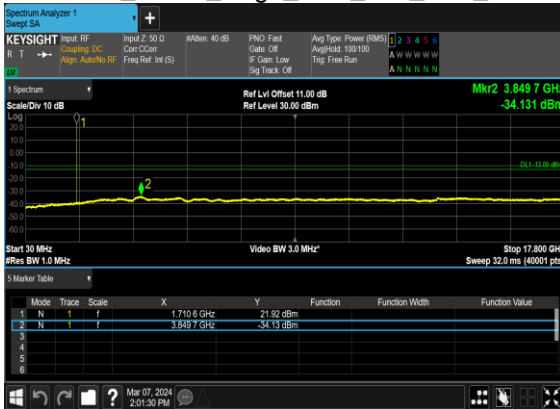 Spectrum Analyzer 1
Swept SA
+
KEYSIGHT Input: RF Input Z: 50 Ω #Atten: 40 dB PNO: Fast Avg Type: Power (RMS) 1 2 3 4 5 6
R T Coupling: DC Corr CCorr Gate: Off Avg|Hold: 100/100 A W W W W W
Align: Auto/No RF Freq Ref: Int (S) IF Gain: Low Trig: Free Run
LW Sig Track: Off A N N N N N
1 Spectrum Ref Lvl Offset 11.00 dB Mkr2 3.849 7 GHz
Scale/Div 10 dB Ref Level 30.00 dBm -34.131 dBm
Log
20.0
10.0
0.00
-10.0
DL1 -13.00 dBm
-20.0
-30.0
-40.0
-50.0
-60.0
1
2
Start 30 MHz Video BW 3.0 MHz* Stop 17.800 GHz
#Res BW 1.0 MHz Sweep 32.0 ms (40001 pts)
5 Marker Table
Mode Trace Scale X Y Function Function Width Function Value
1 N 1 f 1.710 6 GHz 21.92 dBm
2 N 1 f 3.849 7 GHz -34.13 dBm
3
4
5
6
? Mar 07, 2024
2:01:30 PM